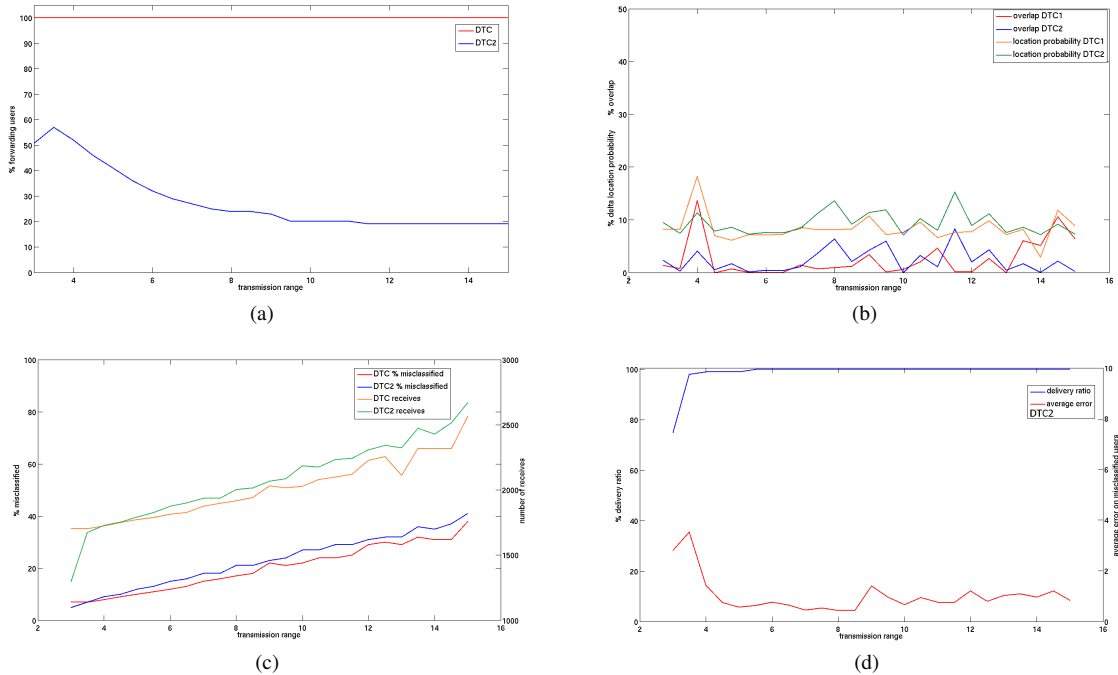 100
90
80
70
60
50
40
30
20
10
0
4
6
8
10
12
14
% forwarding users
transmission range
DTC
DTC2
(a)
50
40
30
20
10
0
2
4
6
8
10
12
14
16
% delta location probability
% overlap
transmission range
overlap DTC1
overlap DTC2
location probability DTC1
location probability DTC2
(b)
100
80
60
40
20
0
2
4
6
8
10
12
14
16
3000
2500
2000
1500
1000
% misclassified
number of receives
transmission range
DTC % misclassified
DTC2 % misclassified
DTC receives
DTC2 receives
(c)
100
80
60
40
20
0
2
4
6
8
10
12
14
16
10
8
6
4
2
0
% delivery ratio
average error on misclassified users
transmission range
delivery ratio
average error
DTC2
(d)